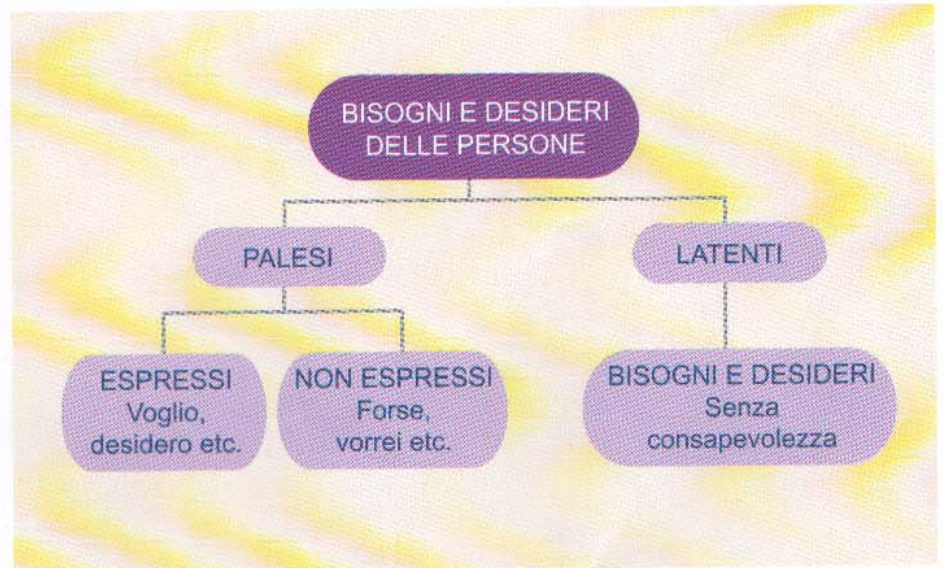 BISOGNI E DESIDERI
DELLE PERSONE
PALESI
LATENTI
ESPRESSI
Voglio,
desidero etc.
NON ESPRESSI
Forse,
vorrei etc.
BISOGNI E DESIDERI
Senza
consapevolezza